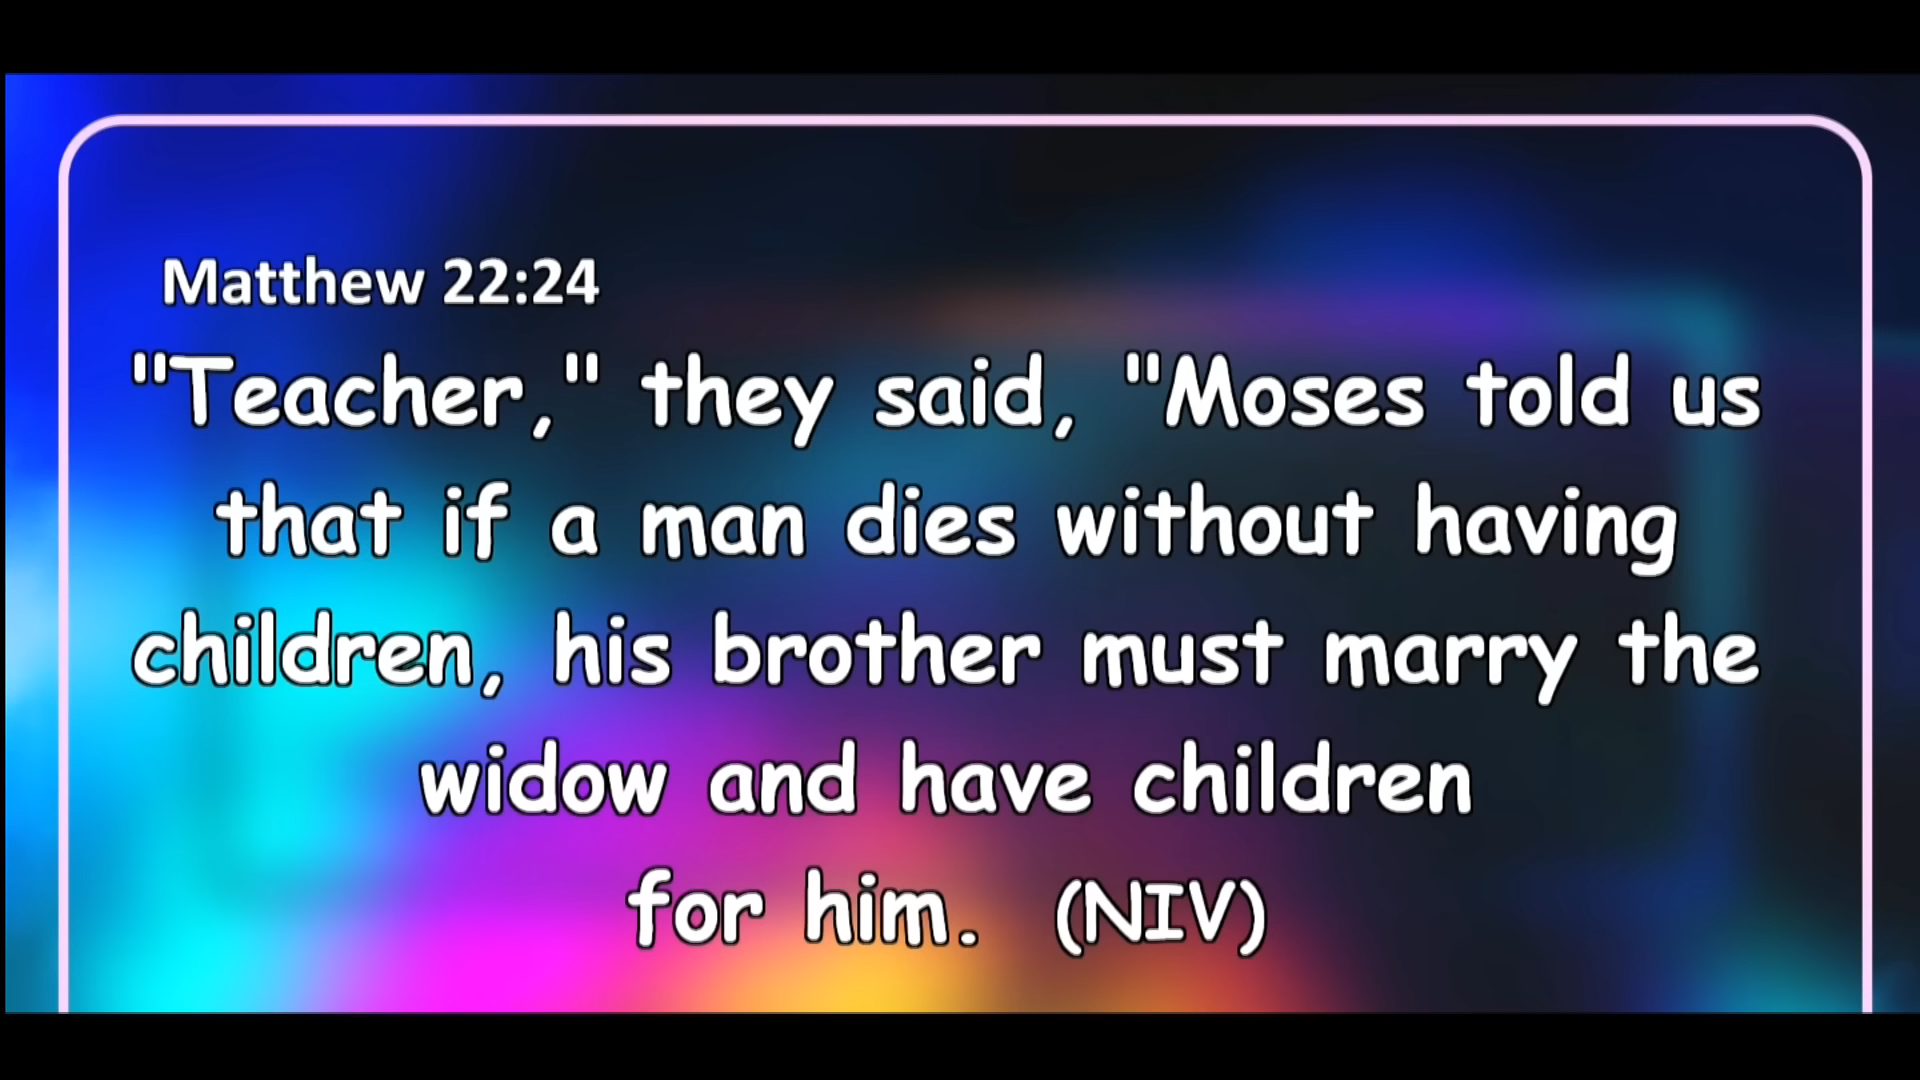 Matthew 22:24
"Teacher," they said, "Moses told us
that if a man dies without having
children, his brother must marry the
widow and have children
for him. (NIV)